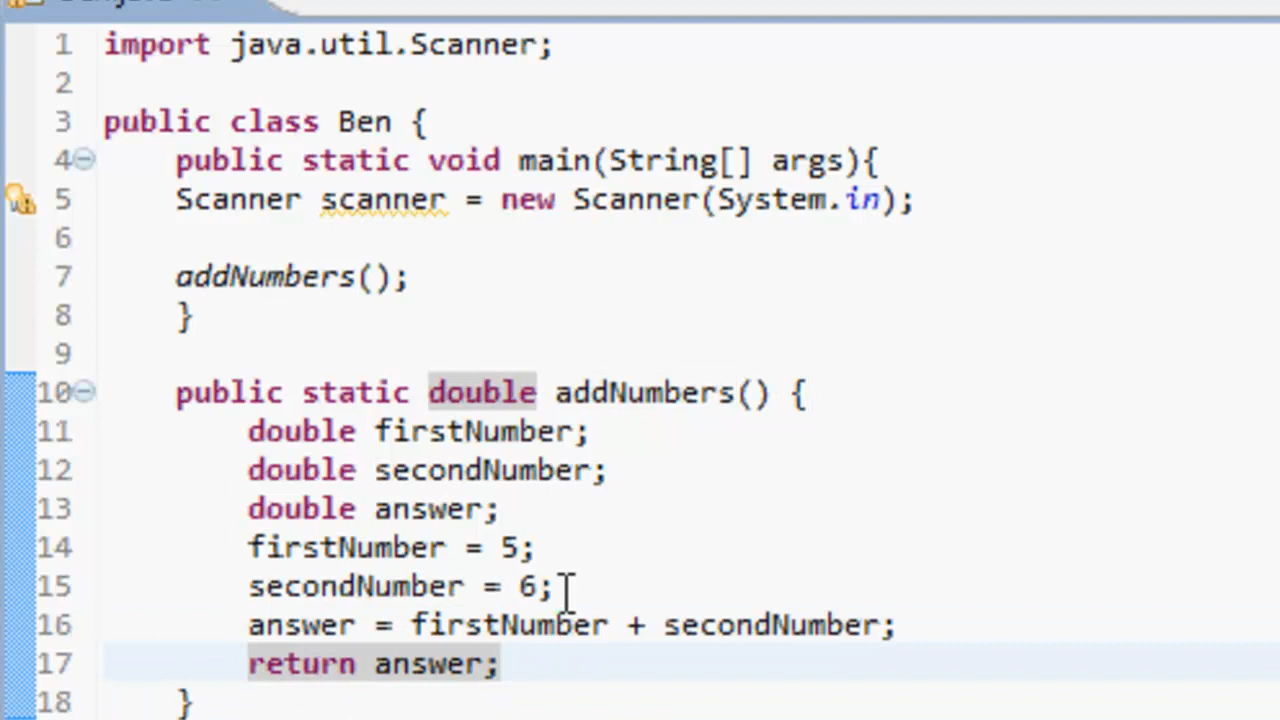 1 import java.util.Scanner;
2
3 public class Ben {
4 public static void main(String[] args){
5 Scanner scanner = new Scanner(System.in);
6
7 addNumbers();
8 }
9
10 public static double addNumbers() {
11 double firstNumber;
12 double secondNumber;
13 double answer;
14 firstNumber = 5;
15 secondNumber = 6;
16 answer = firstNumber + secondNumber;
17 return answer;
18 }